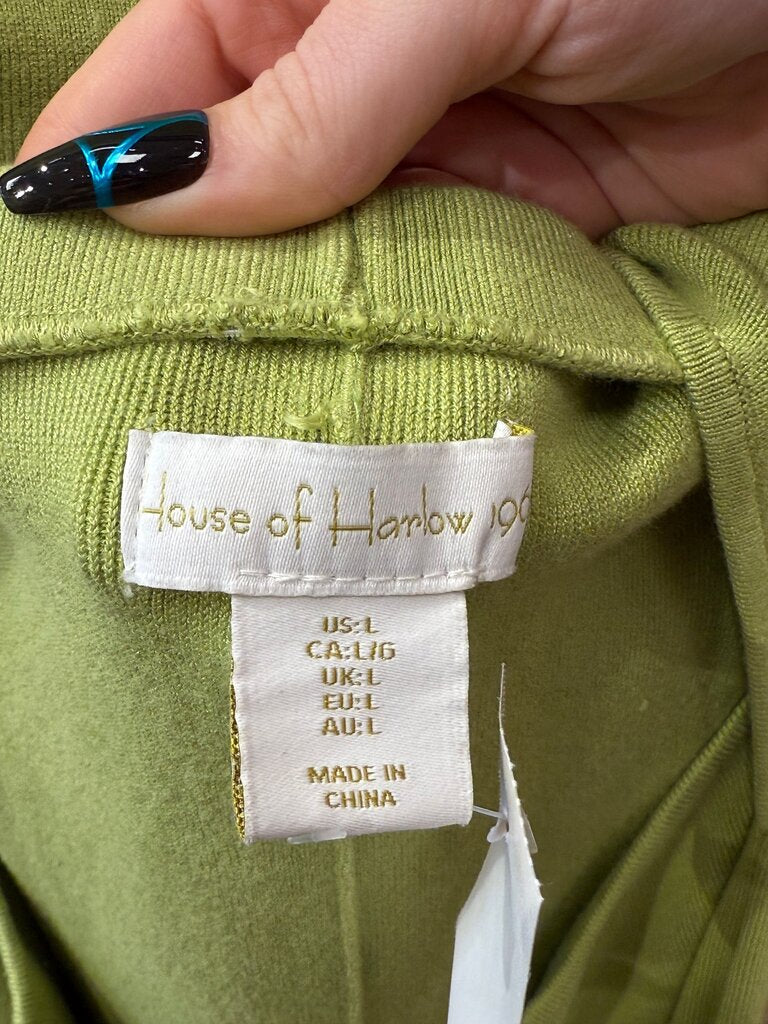 House of Harlow 196
US: L
CA: L/G
UK: L
EU: L
AU: L
MADE IN
CHINA